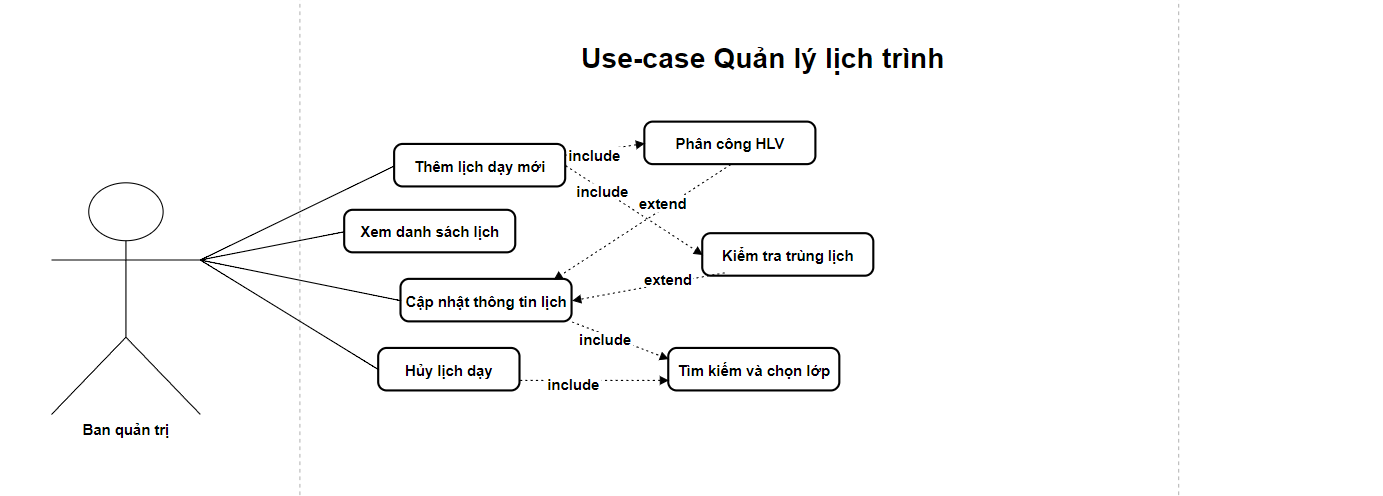 Use-case Quản lý lịch trình
Phân công HLV
Thêm lịch dạy mới
include
include
extend
Xem danh sách lịch
Kiểm tra trùng lịch
extend
Cập nhật thông tin lịch
include
Hủy lịch dạy
Tìm kiếm và chọn lớp
include
Ban quản trị